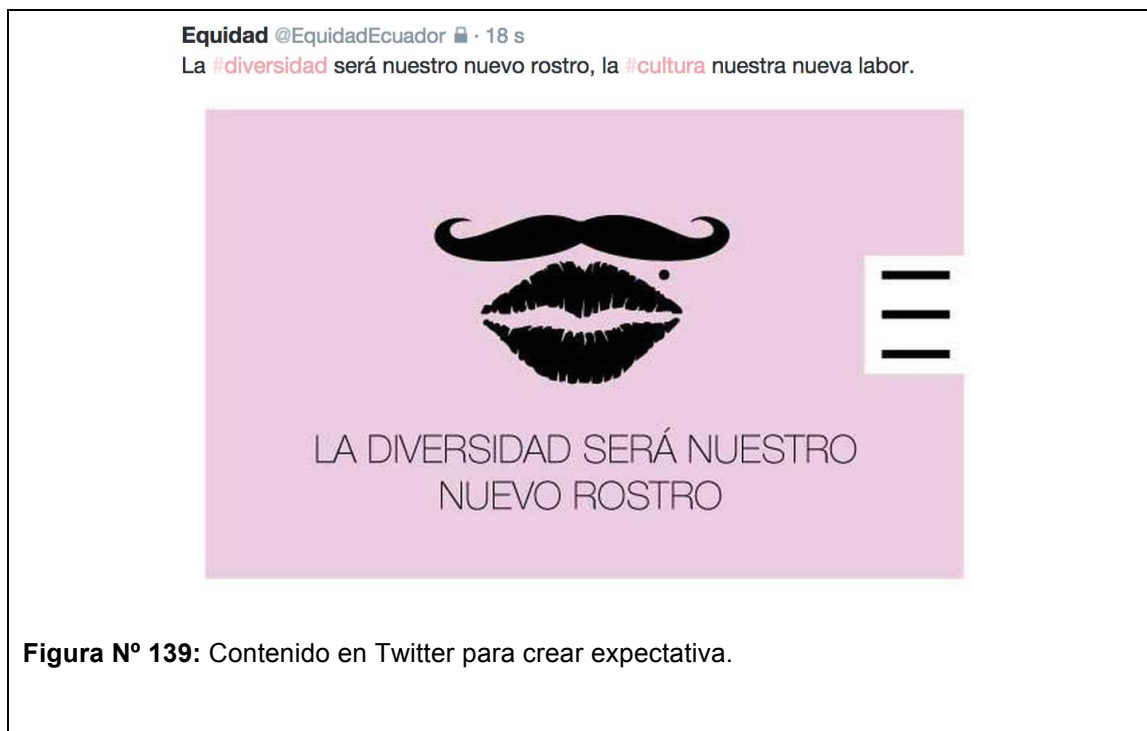 Equidad @EquidadEcuador · 18 s
La #diversidad será nuestro nuevo rostro, la #cultura nuestra nueva labor.
LA DIVERSIDAD SERÁ NUESTRO
NUEVO ROSTRO
Figura Nº 139: Contenido en Twitter para crear expectativa.